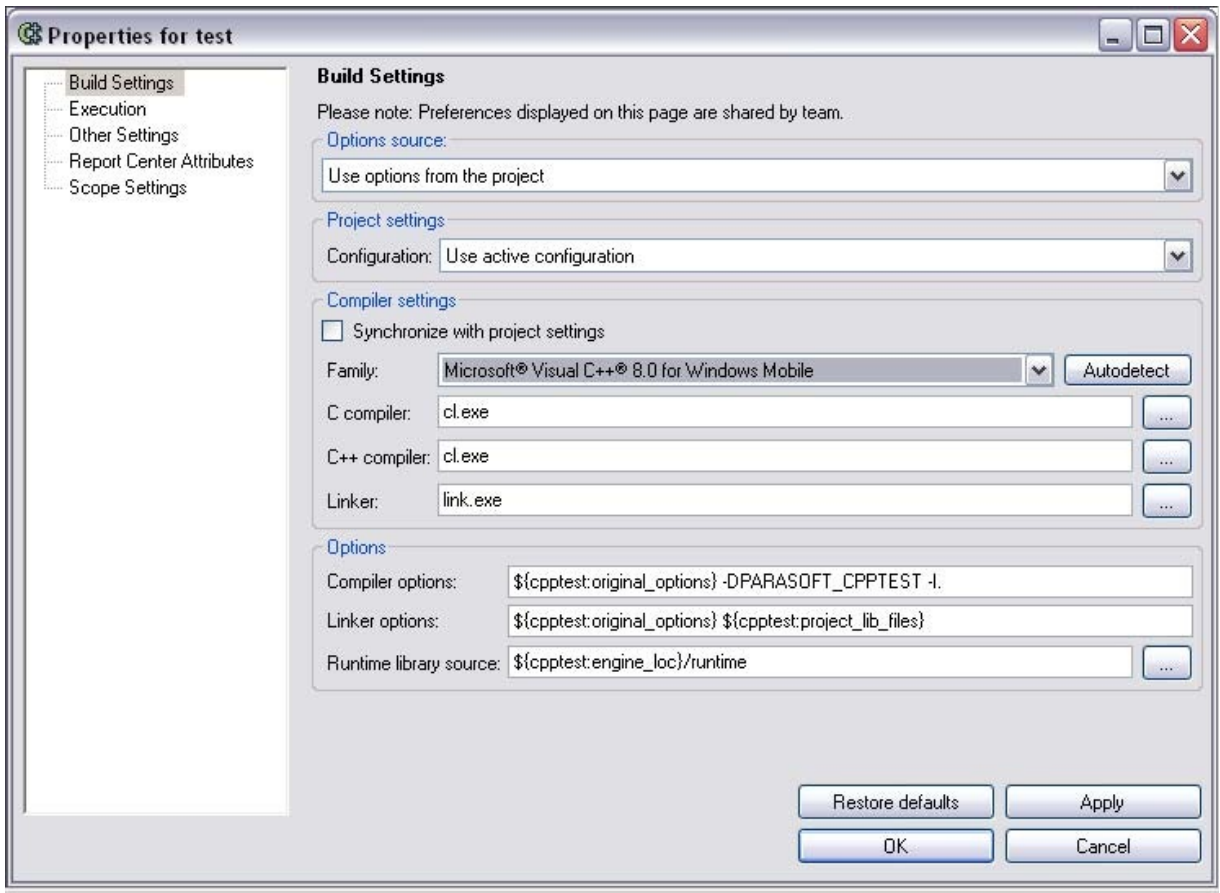 Properties for test
Build Settings
Execution
Other Settings
Report Center Attributes
Scope Settings
Build Settings
Please note: Preferences displayed on this page are shared by team.
Options source:
Use options from the project
Project settings
Configuration: Use active configuration
Compiler settings
Synchronize with project settings
Family: Microsoft® Visual C++® 8.0 for Windows Mobile Autodetect
C compiler: cl.exe ...
C++ compiler: cl.exe ...
Linker: link.exe ...
Options
Compiler options: ${cpptest:original_options} -DPARASOFT_CPPTEST -I.
Linker options: ${cpptest:original_options} ${cpptest:project_lib_files}
Runtime library source: ${cpptest:engine_loc}/runtime ...
Restore defaults Apply
OK Cancel